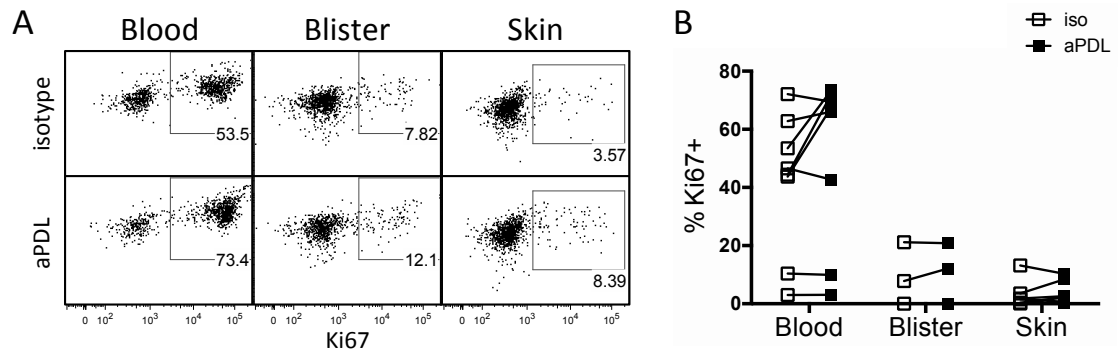 A
Blood Blister Skin
isotype
53.5 7.82 3.57
aPDL
73.4 12.1 8.39
0 10² 10³ 10⁴ 10⁵ 0 10² 10³ 10⁴ 10⁵ 0 10² 10³ 10⁴ 10⁵
Ki67
B
iso
aPDL
% Ki67+
80
60
40
20
0
Blood Blister Skin